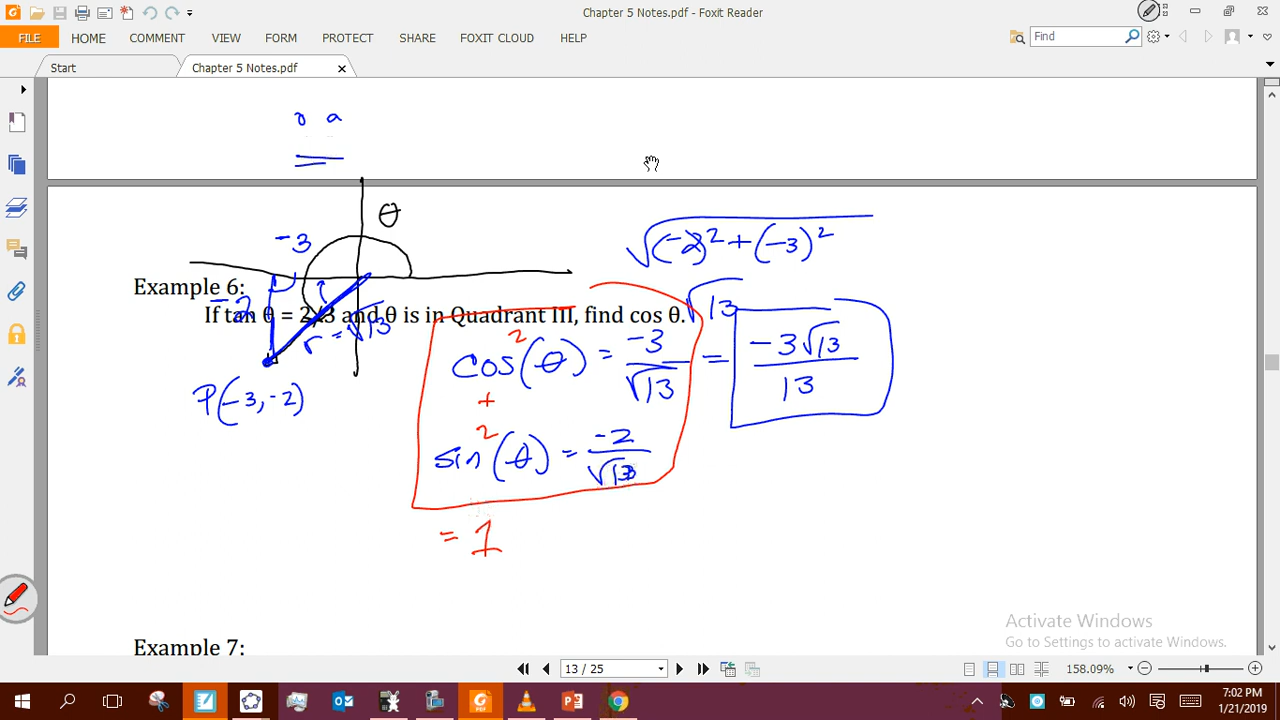 Chapter 5 Notes.pdf - Foxit Reader
FILE HOME COMMENT VIEW FORM PROTECT SHARE FOXIT CLOUD HELP Find
Start Chapter 5 Notes.pdf
θ
-3
√(-2)² + (-3)²
Example 6:
-2
√13
If tan θ = 2/3 and θ is in Quadrant III, find cos θ.
r = √13
cos²(θ) = -3/√13 = -3√13/13
P(-3, -2)
+
sin²(θ) = -2/√13
= 1
Example 7:
Activate Windows
Go to Settings to activate Windows.
13 / 25 158.09%
7:02 PM
1/21/2019